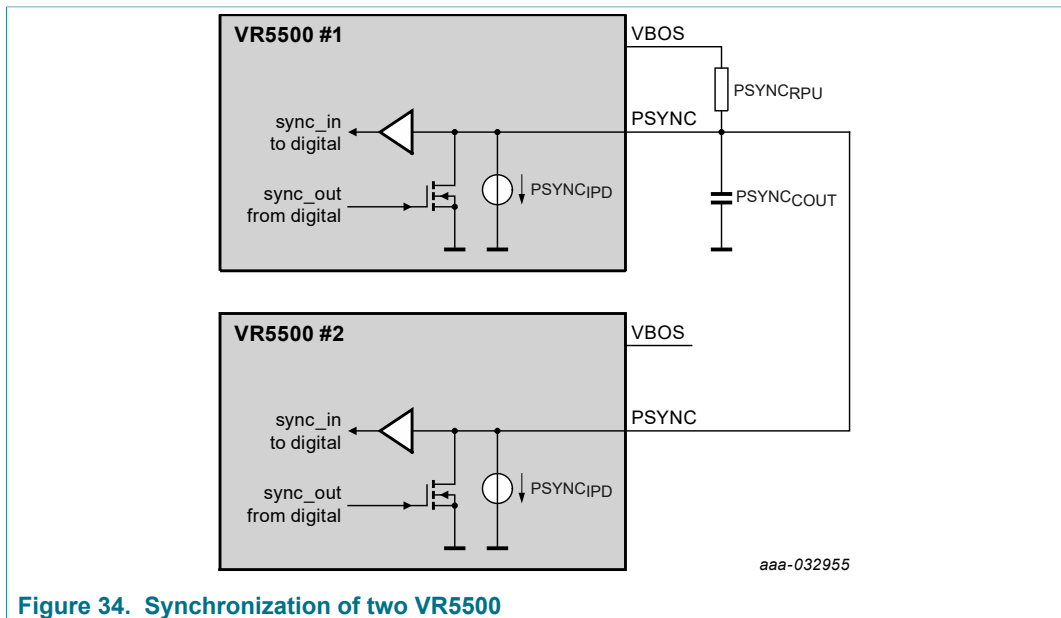 VR5500 #1
VBOS
PSYNCRPU
PSYNC
sync_in
to digital
PSYNCIPD
PSYNCCOUT
sync_out
from digital
VR5500 #2
VBOS
PSYNC
sync_in
to digital
PSYNCIPD
sync_out
from digital
aaa-032955
Figure 34. Synchronization of two VR5500